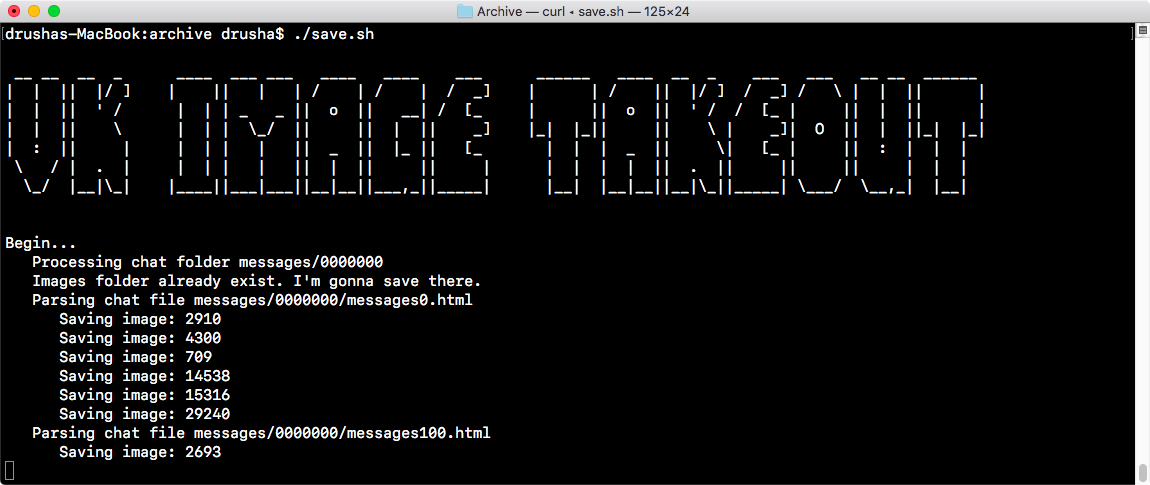 Archive — curl ◂ save.sh — 125×24
drushas-MacBook:archive drusha$ ./save.sh
VK IMAGE TAKEOUT
Begin...
Processing chat folder messages/0000000
Images folder already exist. I'm gonna save there.
Parsing chat file messages/0000000/messages0.html
Saving image: 2910
Saving image: 4300
Saving image: 709
Saving image: 14538
Saving image: 15316
Saving image: 29240
Parsing chat file messages/0000000/messages100.html
Saving image: 2693